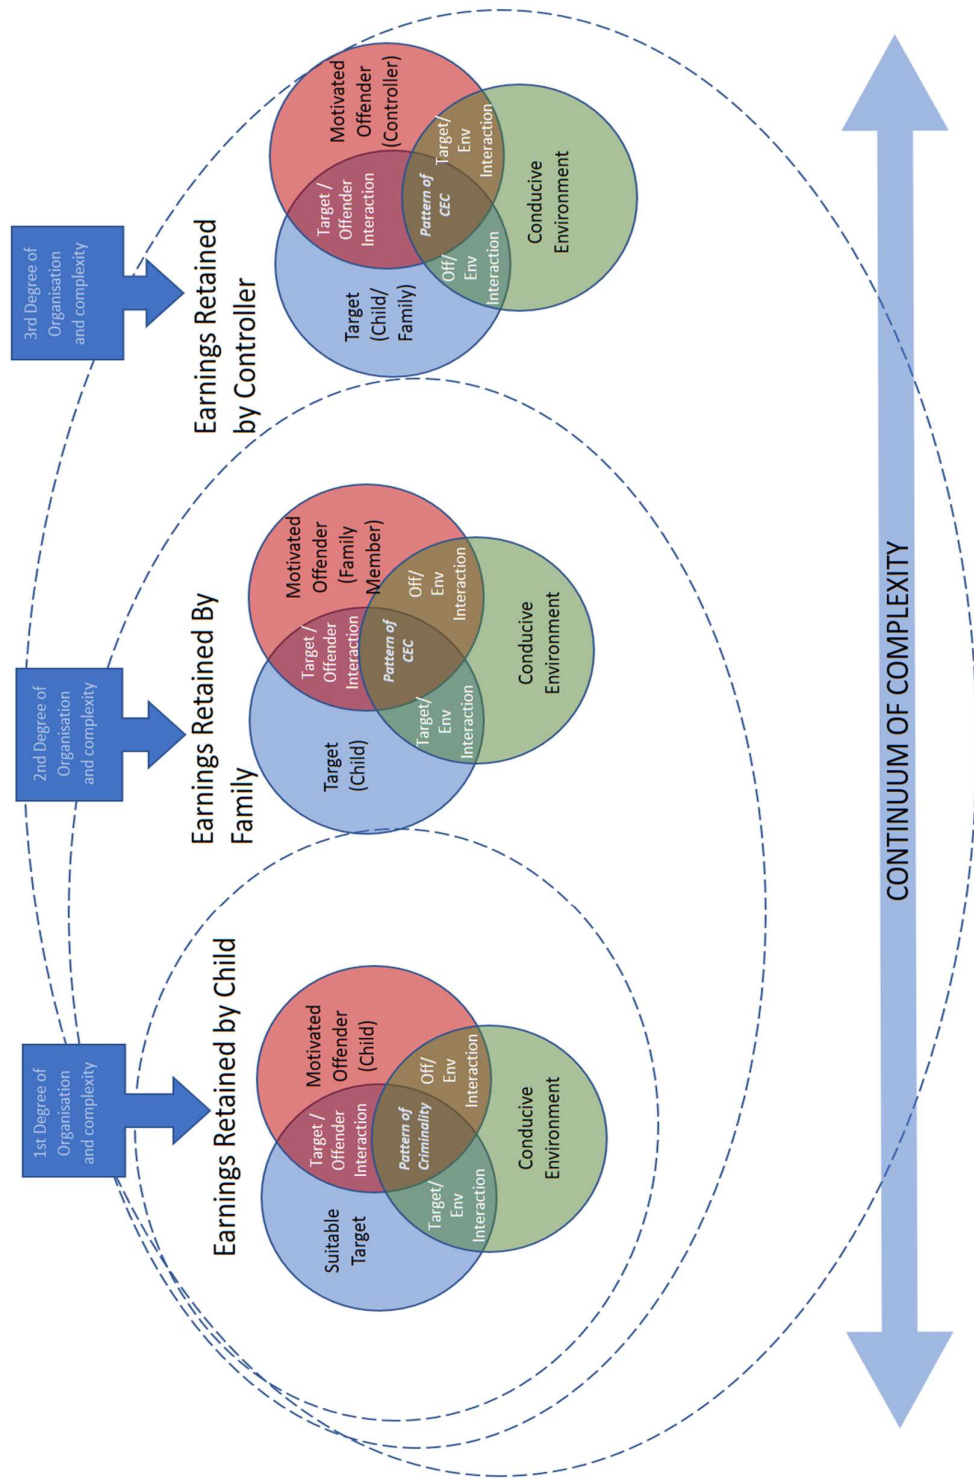 1st Degree of
Organisation
and complexity
Earnings Retained by Child
Suitable
Target
Target /
Offender
Interaction
Motivated
Offender
(Child)
Pattern of
Criminality
Target/
Env
Interaction
Off/
Env
Interaction
Conducive
Environment
2nd Degree of
Organisation
and complexity
Earnings Retained By
Family
Target
(Child)
Target /
Offender
Interaction
Motivated
Offender
(Family
Member)
Pattern of
CEC
Target/
Env
Interaction
Off/
Env
Interaction
Conducive
Environment
3rd Degree of
Organisation
and complexity
Earnings Retained
by Controller
Target
(Child/
Family)
Target /
Offender
Interaction
Motivated
Offender
(Controller)
Pattern of
CEC
Off/
Env
Interaction
Target/
Env
Interaction
Conducive
Environment
CONTINUUM OF COMPLEXITY